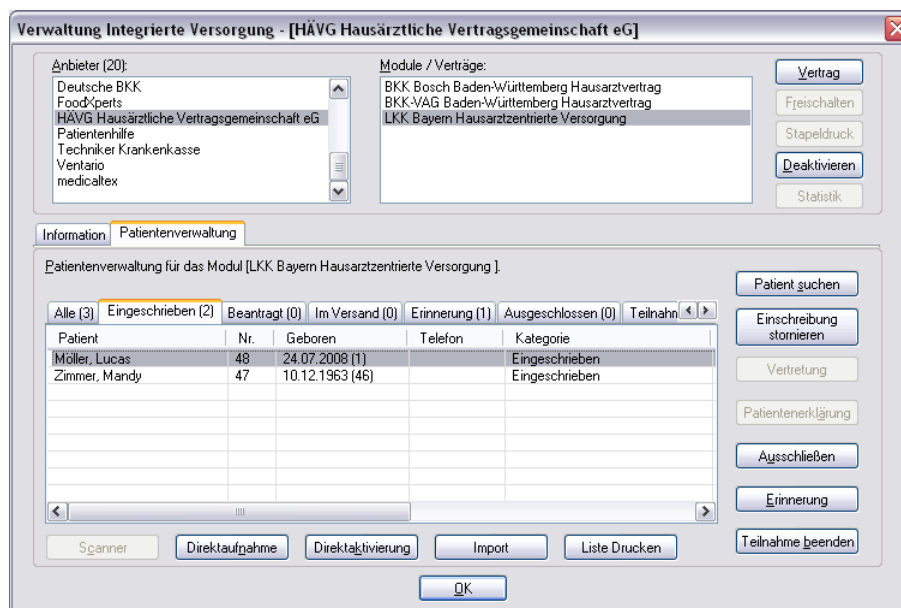 Verwaltung Integrierte Versorgung - [HÄVG Hausärztliche Vertragsgemeinschaft eG]
Anbieter (20):
Deutsche BKK
FoodXperts
HÄVG Hausärztliche Vertragsgemeinschaft eG
Patientenhilfe
Techniker Krankenkasse
Ventario
medicaltex
Module / Verträge:
BKK Bosch Baden-Württemberg Hausarztvertrag
BKK-VAG Baden-Württemberg Hausarztvertrag
LKK Bayern Hausarztzentrierte Versorgung
Vertrag
Freischalten
Stapeldruck
Deaktivieren
Statistik
Information Patientenverwaltung
Patientenverwaltung für das Modul [LKK Bayern Hausarztzentrierte Versorgung ].
Alle (3) Eingeschrieben (2) Beantragt (0) Im Versand (0) Erinnerung (1) Ausgeschlossen (0) Teilnahm
Patient Nr. Geboren Telefon Kategorie
Möller, Lucas 48 24.07.2008 (1) Eingeschrieben
Zimmer, Mandy 47 10.12.1963 (46) Eingeschrieben
Patient suchen
Einschreibung
stornieren
Vertretung
Patientenerklärung
Ausschließen
Erinnerung
Teilnahme beenden
Scanner Direktaufnahme Direktaktivierung Import Liste Drucken
OK